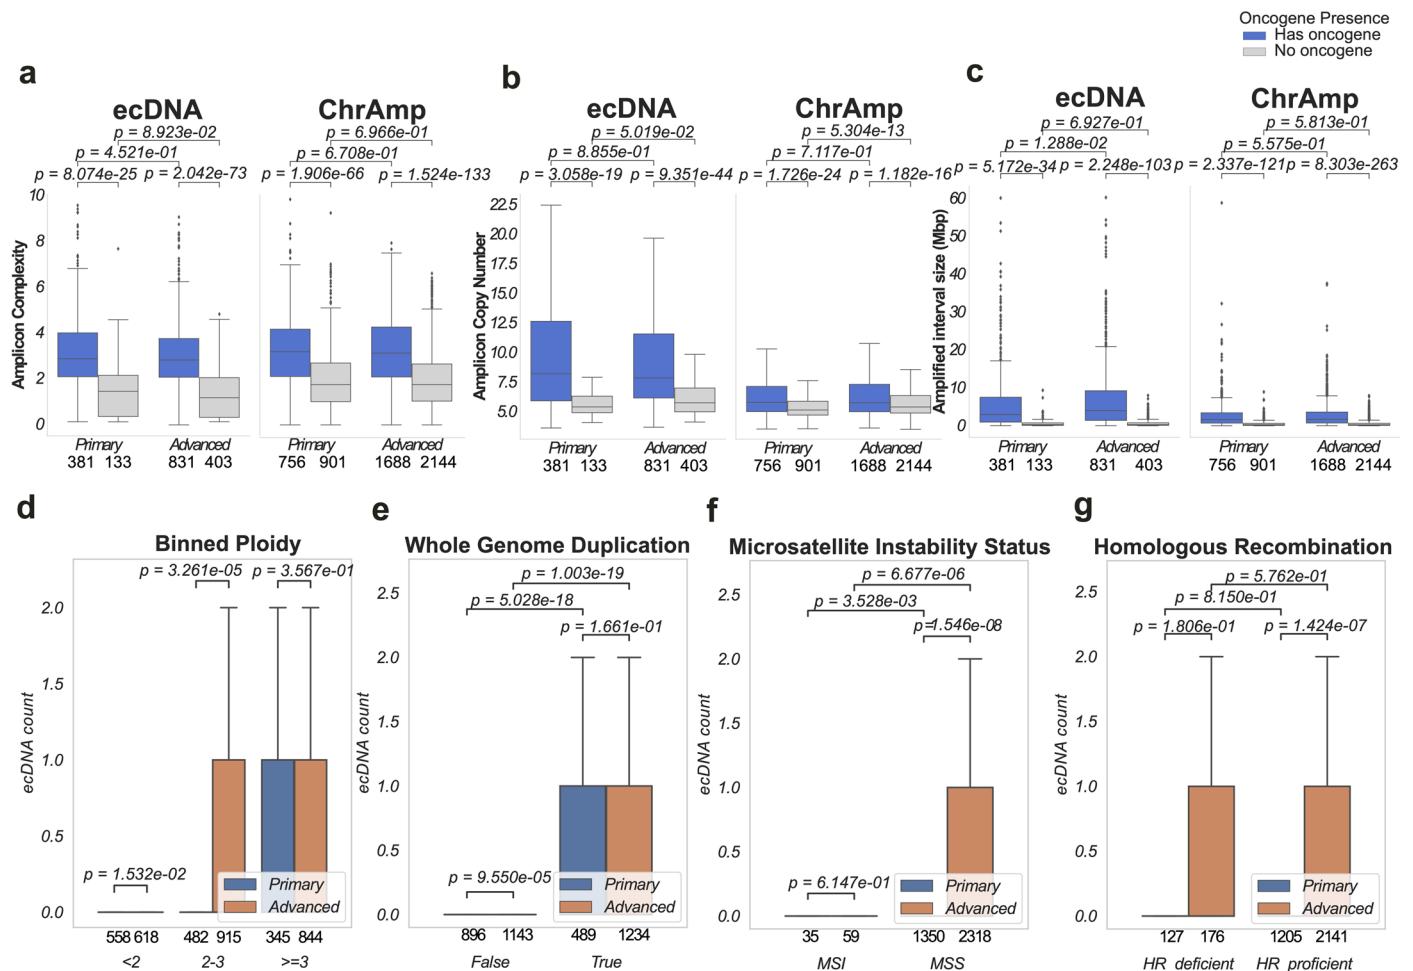 Oncogene Presence
Has oncogene
No oncogene
a
ecDNA
ChrAmp
p = 8.923e-02
p = 6.966e-01
p = 4.521e-01
p = 6.708e-01
p = 8.074e-25
p = 2.042e-73
p = 1.906e-66
p = 1.524e-133
Amplicon Complexity
10
8
6
4
2
0
Primary
Advanced
Primary
Advanced
381 133
831 403
756 901
1688 2144
b
ecDNA
ChrAmp
p = 5.019e-02
p = 5.304e-13
p = 8.855e-01
p = 7.117e-01
p = 3.058e-19
p = 9.351e-44
p = 1.726e-24
p = 1.182e-16
Amplicon Copy Number
22.5
20.0
17.5
15.0
12.5
10.0
7.5
5.0
Primary
Advanced
Primary
Advanced
381 133
831 403
756 901
1688 2144
c
ecDNA
ChrAmp
p = 6.927e-01
p = 5.813e-01
p = 1.288e-02
p = 5.575e-01
p = 5.172e-34
p = 2.248e-103
p = 2.337e-121
p = 8.303e-263
Amplified interval size (Mbp)
60
50
40
30
20
10
0
Primary
Advanced
Primary
Advanced
381 133
831 403
756 901
1688 2144
d
Binned Ploidy
p = 3.261e-05
p = 3.567e-01
p = 1.532e-02
ecDNA count
2.0
1.5
1.0
0.5
0.0
Primary
Advanced
558 618
482 915
345 844
<2
2-3
>=3
e
Whole Genome Duplication
p = 1.003e-19
p = 5.028e-18
p = 1.661e-01
p = 9.550e-05
ecDNA count
2.5
2.0
1.5
1.0
0.5
0.0
Primary
Advanced
896 1143
489 1234
False
True
f
Microsatellite Instability Status
p = 6.677e-06
p = 3.528e-03
p = 1.546e-08
p = 6.147e-01
ecDNA count
2.5
2.0
1.5
1.0
0.5
0.0
Primary
Advanced
35 59
1350 2318
MSI
MSS
g
Homologous Recombination
p = 5.762e-01
p = 8.150e-01
p = 1.806e-01
p = 1.424e-07
ecDNA count
2.5
2.0
1.5
1.0
0.5
0.0
Primary
Advanced
127 176
1205 2141
HR deficient
HR proficient